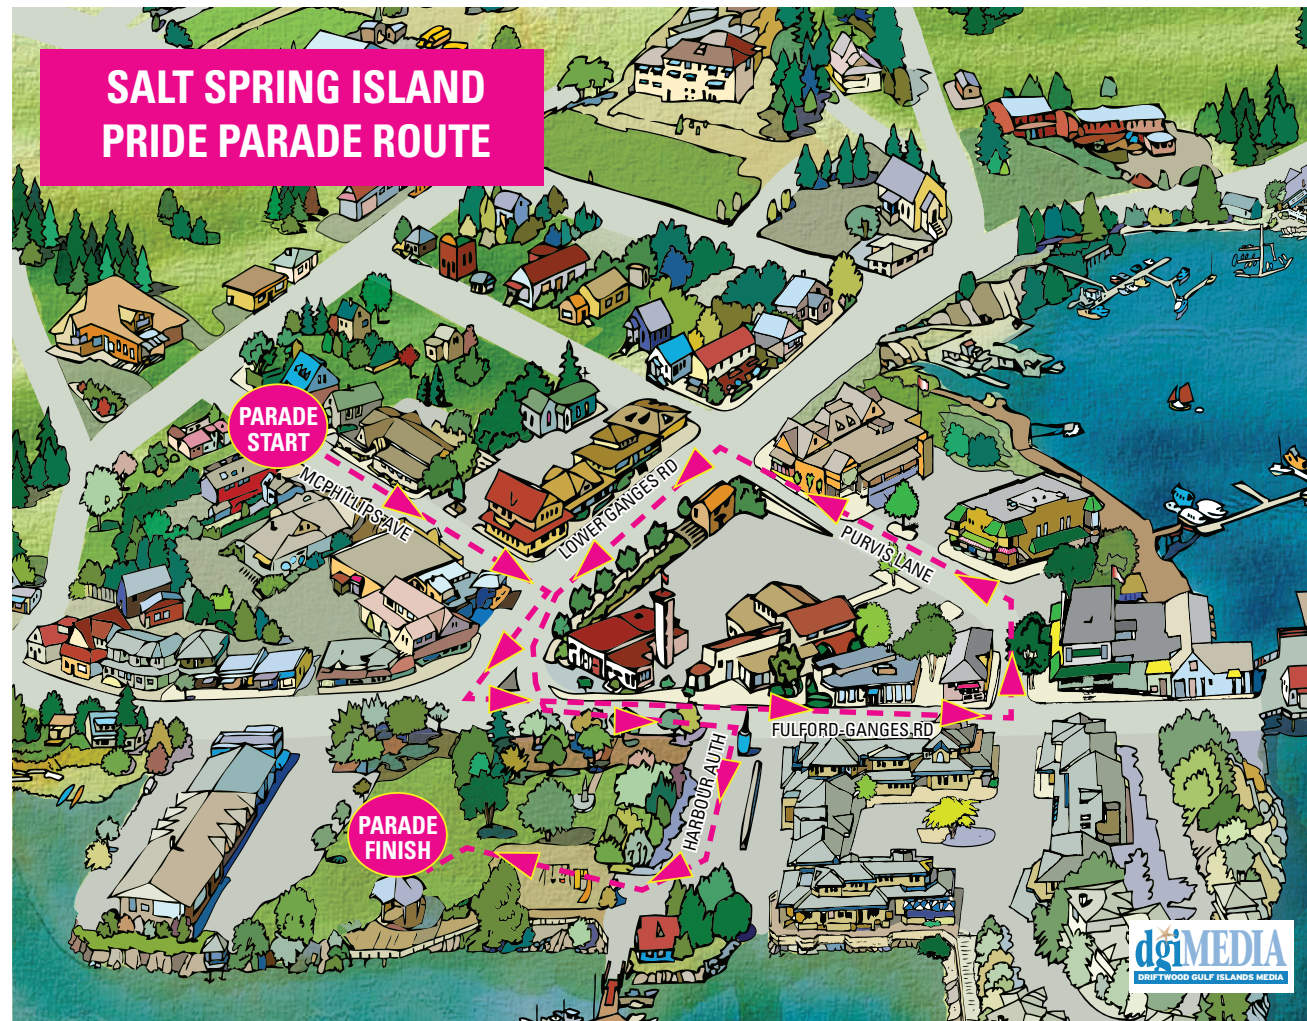 SALT SPRING ISLAND
PRIDE PARADE ROUTE
PARADE
START
MCPHILLIPS AVE
LOWER GANGES RD
PURVIS LANE
FULFORD-GANGES RD
HARBOUR AUTH
PARADE
FINISH
dgiMEDIA
DRIFTWOOD GULF ISLANDS MEDIA